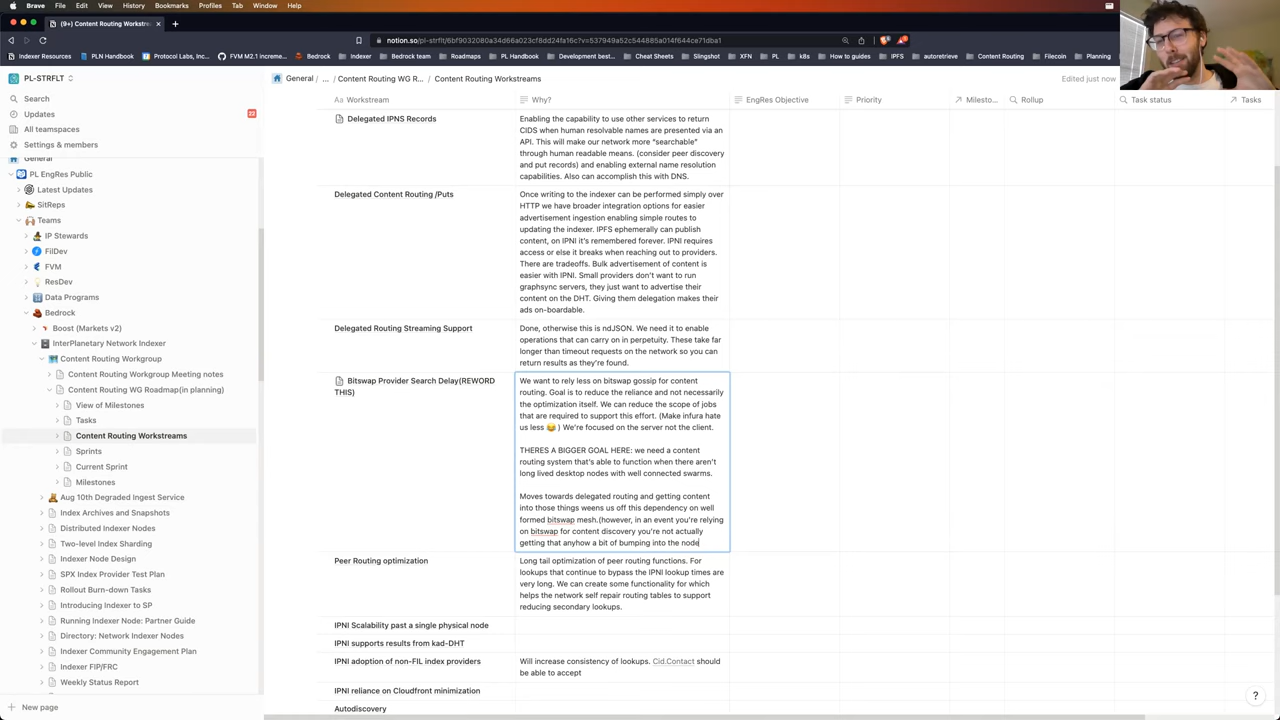 Brave File Edit View History Bookmarks Profiles Tab Window Help
(9+) Content Routing Workstrea
notion.so/pl-strflt/6bf9032080a34d66a023cf8dd24fa16c?v=537949a52c544885a014f644ce71dba1
Indexer Resources PLN Handbook Protocol Labs, Inc... FVM M2.1 increme... Bedrock Roadmaps Bedrock team PL Handbook Development best... Cheat Sheets Slingshot XFN PL k8s How to guides IPFS autoretrieve Content Routing Filecoin Planning
PL-STRFLT
General / ... / Content Routing WG R... / Content Routing Workstreams
Edited just now
Search
Updates
22
All teamspaces
Settings & members
General
PL EngRes Public
Latest Updates
SitReps
Teams
IP Stewards
FilDev
FVM
ResDev
Data Programs
Bedrock
Boost (Markets v2)
InterPlanetary Network Indexer
Content Routing Workgroup
Content Routing Workgroup Meeting notes
Content Routing WG Roadmap(in planning)
View of Milestones
Tasks
Content Routing Workstreams
Sprints
Current Sprint
Milestones
Aug 10th Degraded Ingest Service
Index Archives and Snapshots
Distributed Indexer Nodes
Two-level Index Sharding
Indexer Node Design
SPX Index Provider Test Plan
Rollout Burn-down Tasks
Introducing Indexer to SP
Running Indexer Node: Partner Guide
Directory: Network Indexer Nodes
Indexer Community Engagement Plan
Indexer FIP/FRC
Weekly Status Report
New page
Aa Workstream Why? EngRes Objective Priority Milesto... Rollup Task status Tasks
Delegated IPNS Records
Enabling the capability to use other services to return
CIDS when human resolvable names are presented via an
API. This will make our network more “searchable”
through human readable means. (consider peer discovery
and put records) and enabling external name resolution
capabilities. Also can accomplish this with DNS.
Delegated Content Routing /Puts
Once writing to the indexer can be performed simply over
HTTP we have broader integration options for easier
advertisement ingestion enabling simple routes to
updating the indexer. IPFS ephemerally can publish
content, on IPNI it's remembered forever. IPNI requires
access or else it breaks when reaching out to providers.
There are tradeoffs. Bulk advertisement of content is
easier with IPNI. Small providers don't want to run
graphsync servers, they just want to advertise their
content on the DHT. Giving them delegation makes their
ads on-boardable.
Delegated Routing Streaming Support
Done, otherwise this is ndJSON. We need it to enable
operations that can carry on in perpetuity. These take far
longer than timeout requests on the network so you can
return results as they're found.
Bitswap Provider Search Delay(REWORD
THIS)
We want to rely less on bitswap gossip for content
routing. Goal is to reduce the reliance and not necessarily
the optimization itself. We can reduce the scope of jobs
that are required to support this effort. (Make infura hate
us less 😂 ) We're focused on the server not the client.
THERES A BIGGER GOAL HERE: we need a content
routing system that's able to function when there aren't
long lived desktop nodes with well connected swarms.
Moves towards delegated routing and getting content
into those things weens us off this dependency on well
formed bitswap mesh.(however, in an event you're relying
on bitswap for content discovery you're not actually
getting that anyhow a bit of bumping into the node
Peer Routing optimization
Long tail optimization of peer routing functions. For
lookups that continue to bypass the IPNI lookup times are
very long. We can create some functionality for which
helps the network self repair routing tables to support
reducing secondary lookups.
IPNI Scalability past a single physical node
IPNI supports results from kad-DHT
IPNI adoption of non-FIL index providers
Will increase consistency of lookups. Cid.Contact should
be able to accept
IPNI reliance on Cloudfront minimization
Autodiscovery
?